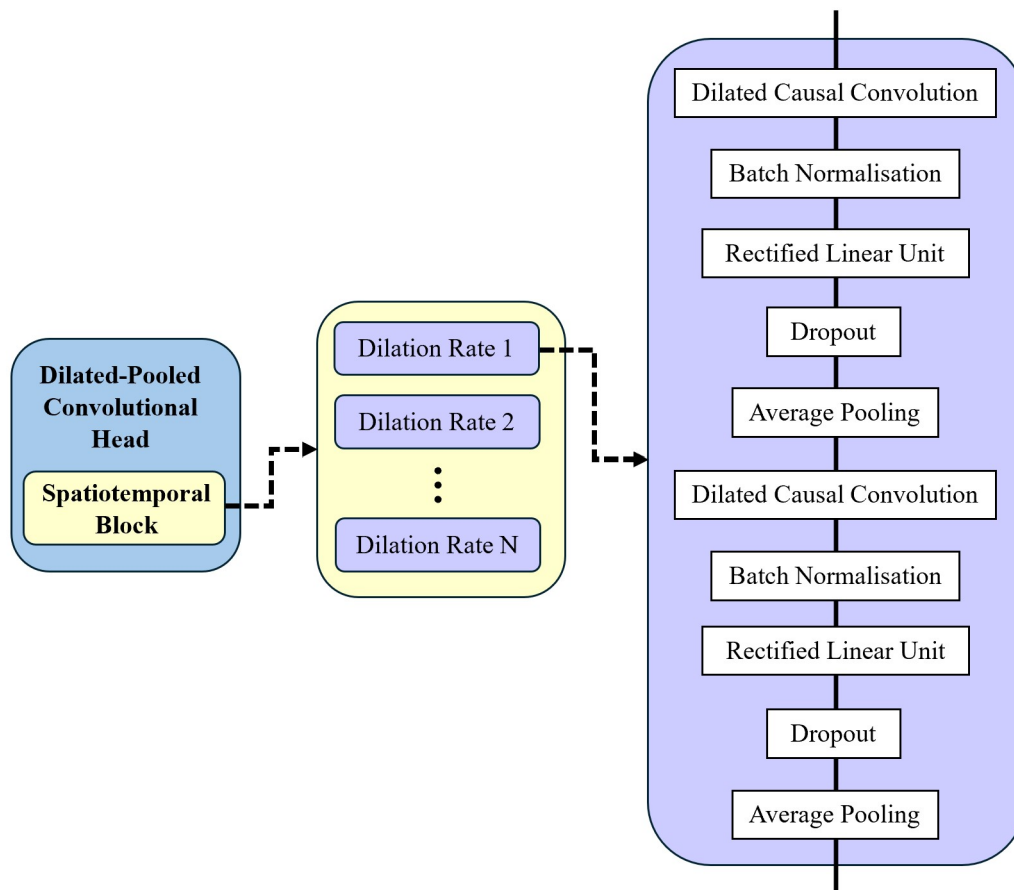 Dilated-Pooled
Convolutional
Head
Spatiotemporal
Block
Dilation Rate 1
Dilation Rate 2
Dilation Rate N
Dilated Causal Convolution
Batch Normalisation
Rectified Linear Unit
Dropout
Average Pooling
Dilated Causal Convolution
Batch Normalisation
Rectified Linear Unit
Dropout
Average Pooling